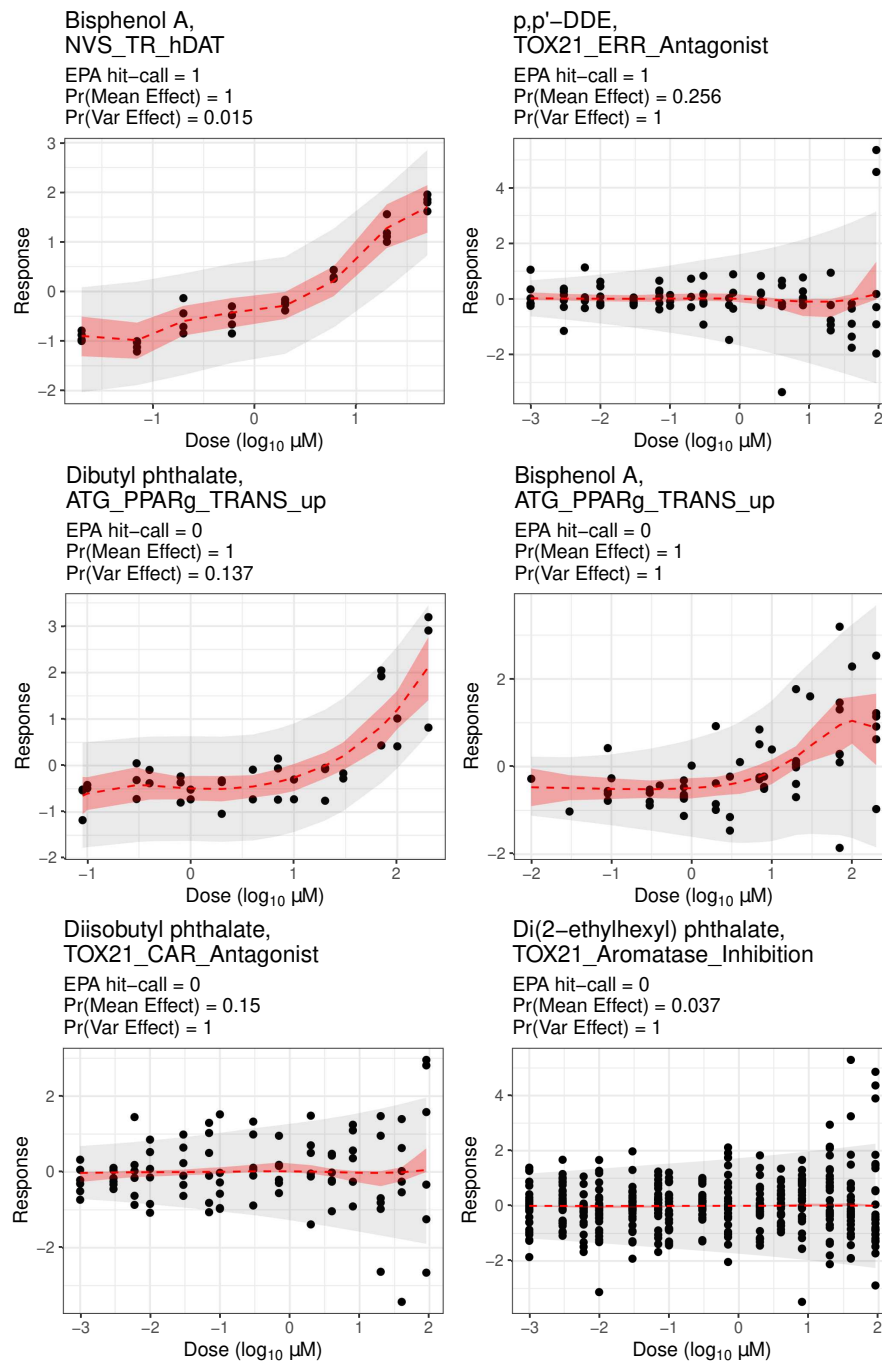 Bisphenol A,
NVS_TR_hDAT
EPA hit−call = 1
Pr(Mean Effect) = 1
Pr(Var Effect) = 0.015
3
2
1
0
−1
−2
Response
−1
0
1
Dose (log10 µM)
p,p'−DDE,
TOX21_ERR_Antagonist
EPA hit−call = 1
Pr(Mean Effect) = 0.256
Pr(Var Effect) = 1
4
2
0
−2
Response
−3
−2
−1
0
1
2
Dose (log10 µM)
Dibutyl phthalate,
ATG_PPARg_TRANS_up
EPA hit−call = 0
Pr(Mean Effect) = 1
Pr(Var Effect) = 0.137
3
2
1
0
−1
−2
Response
−1
0
1
2
Dose (log10 µM)
Bisphenol A,
ATG_PPARg_TRANS_up
EPA hit−call = 0
Pr(Mean Effect) = 1
Pr(Var Effect) = 1
2
0
−2
Response
−2
−1
0
1
2
Dose (log10 µM)
Diisobutyl phthalate,
TOX21_CAR_Antagonist
EPA hit−call = 0
Pr(Mean Effect) = 0.15
Pr(Var Effect) = 1
2
0
−2
Response
−3
−2
−1
0
1
2
Dose (log10 µM)
Di(2−ethylhexyl) phthalate,
TOX21_Aromatase_Inhibition
EPA hit−call = 0
Pr(Mean Effect) = 0.037
Pr(Var Effect) = 1
4
2
0
−2
Response
−3
−2
−1
0
1
2
Dose (log10 µM)